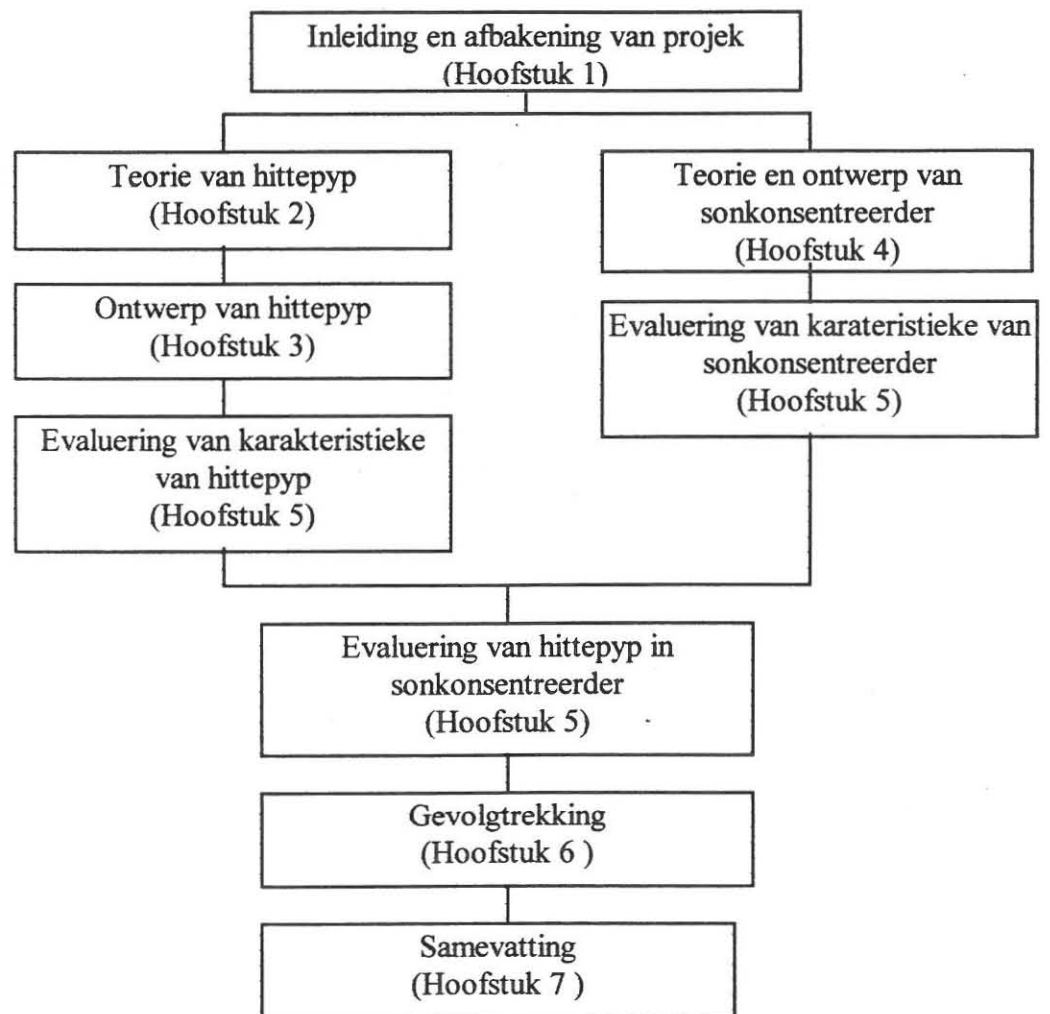 Inleiding en afbakening van projek
(Hoofstuk 1)
Teorie van hittepyp
(Hoofstuk 2)
Ontwerp van hittepyp
(Hoofstuk 3)
Evaluering van karakteristieke
van hittepyp
(Hoofstuk 5)
Teorie en ontwerp van
sonkonsentreerder
(Hoofstuk 4)
Evaluering van karateristieke van
sonkonsentreerder
(Hoofstuk 5)
Evaluering van hittepyp in
sonkonsentreerder
(Hoofstuk 5)
Gevolgtrekking
(Hoofstuk 6 )
Samevatting
(Hoofstuk 7 )